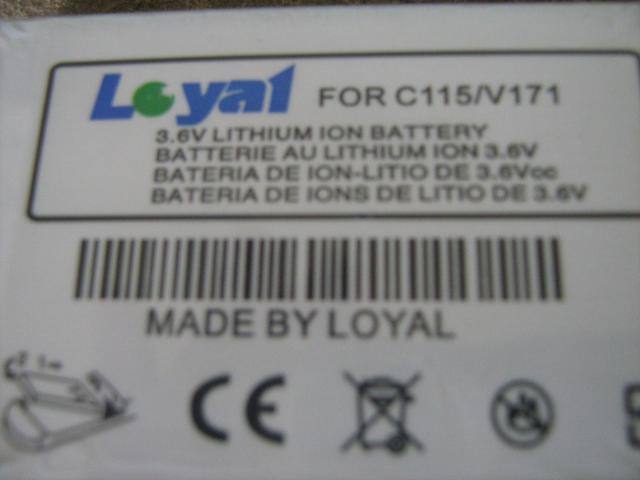 Loyal FOR C115/V171
3.6V LITHIUM ION BATTERY
BATTERIE AU LITHIUM ION 3.6V
BATERIA DE ION-LITIO DE 3.6Vcc
BATERIA DE IONS DE LITIO DE 3.6V
MADE BY LOYAL
CE